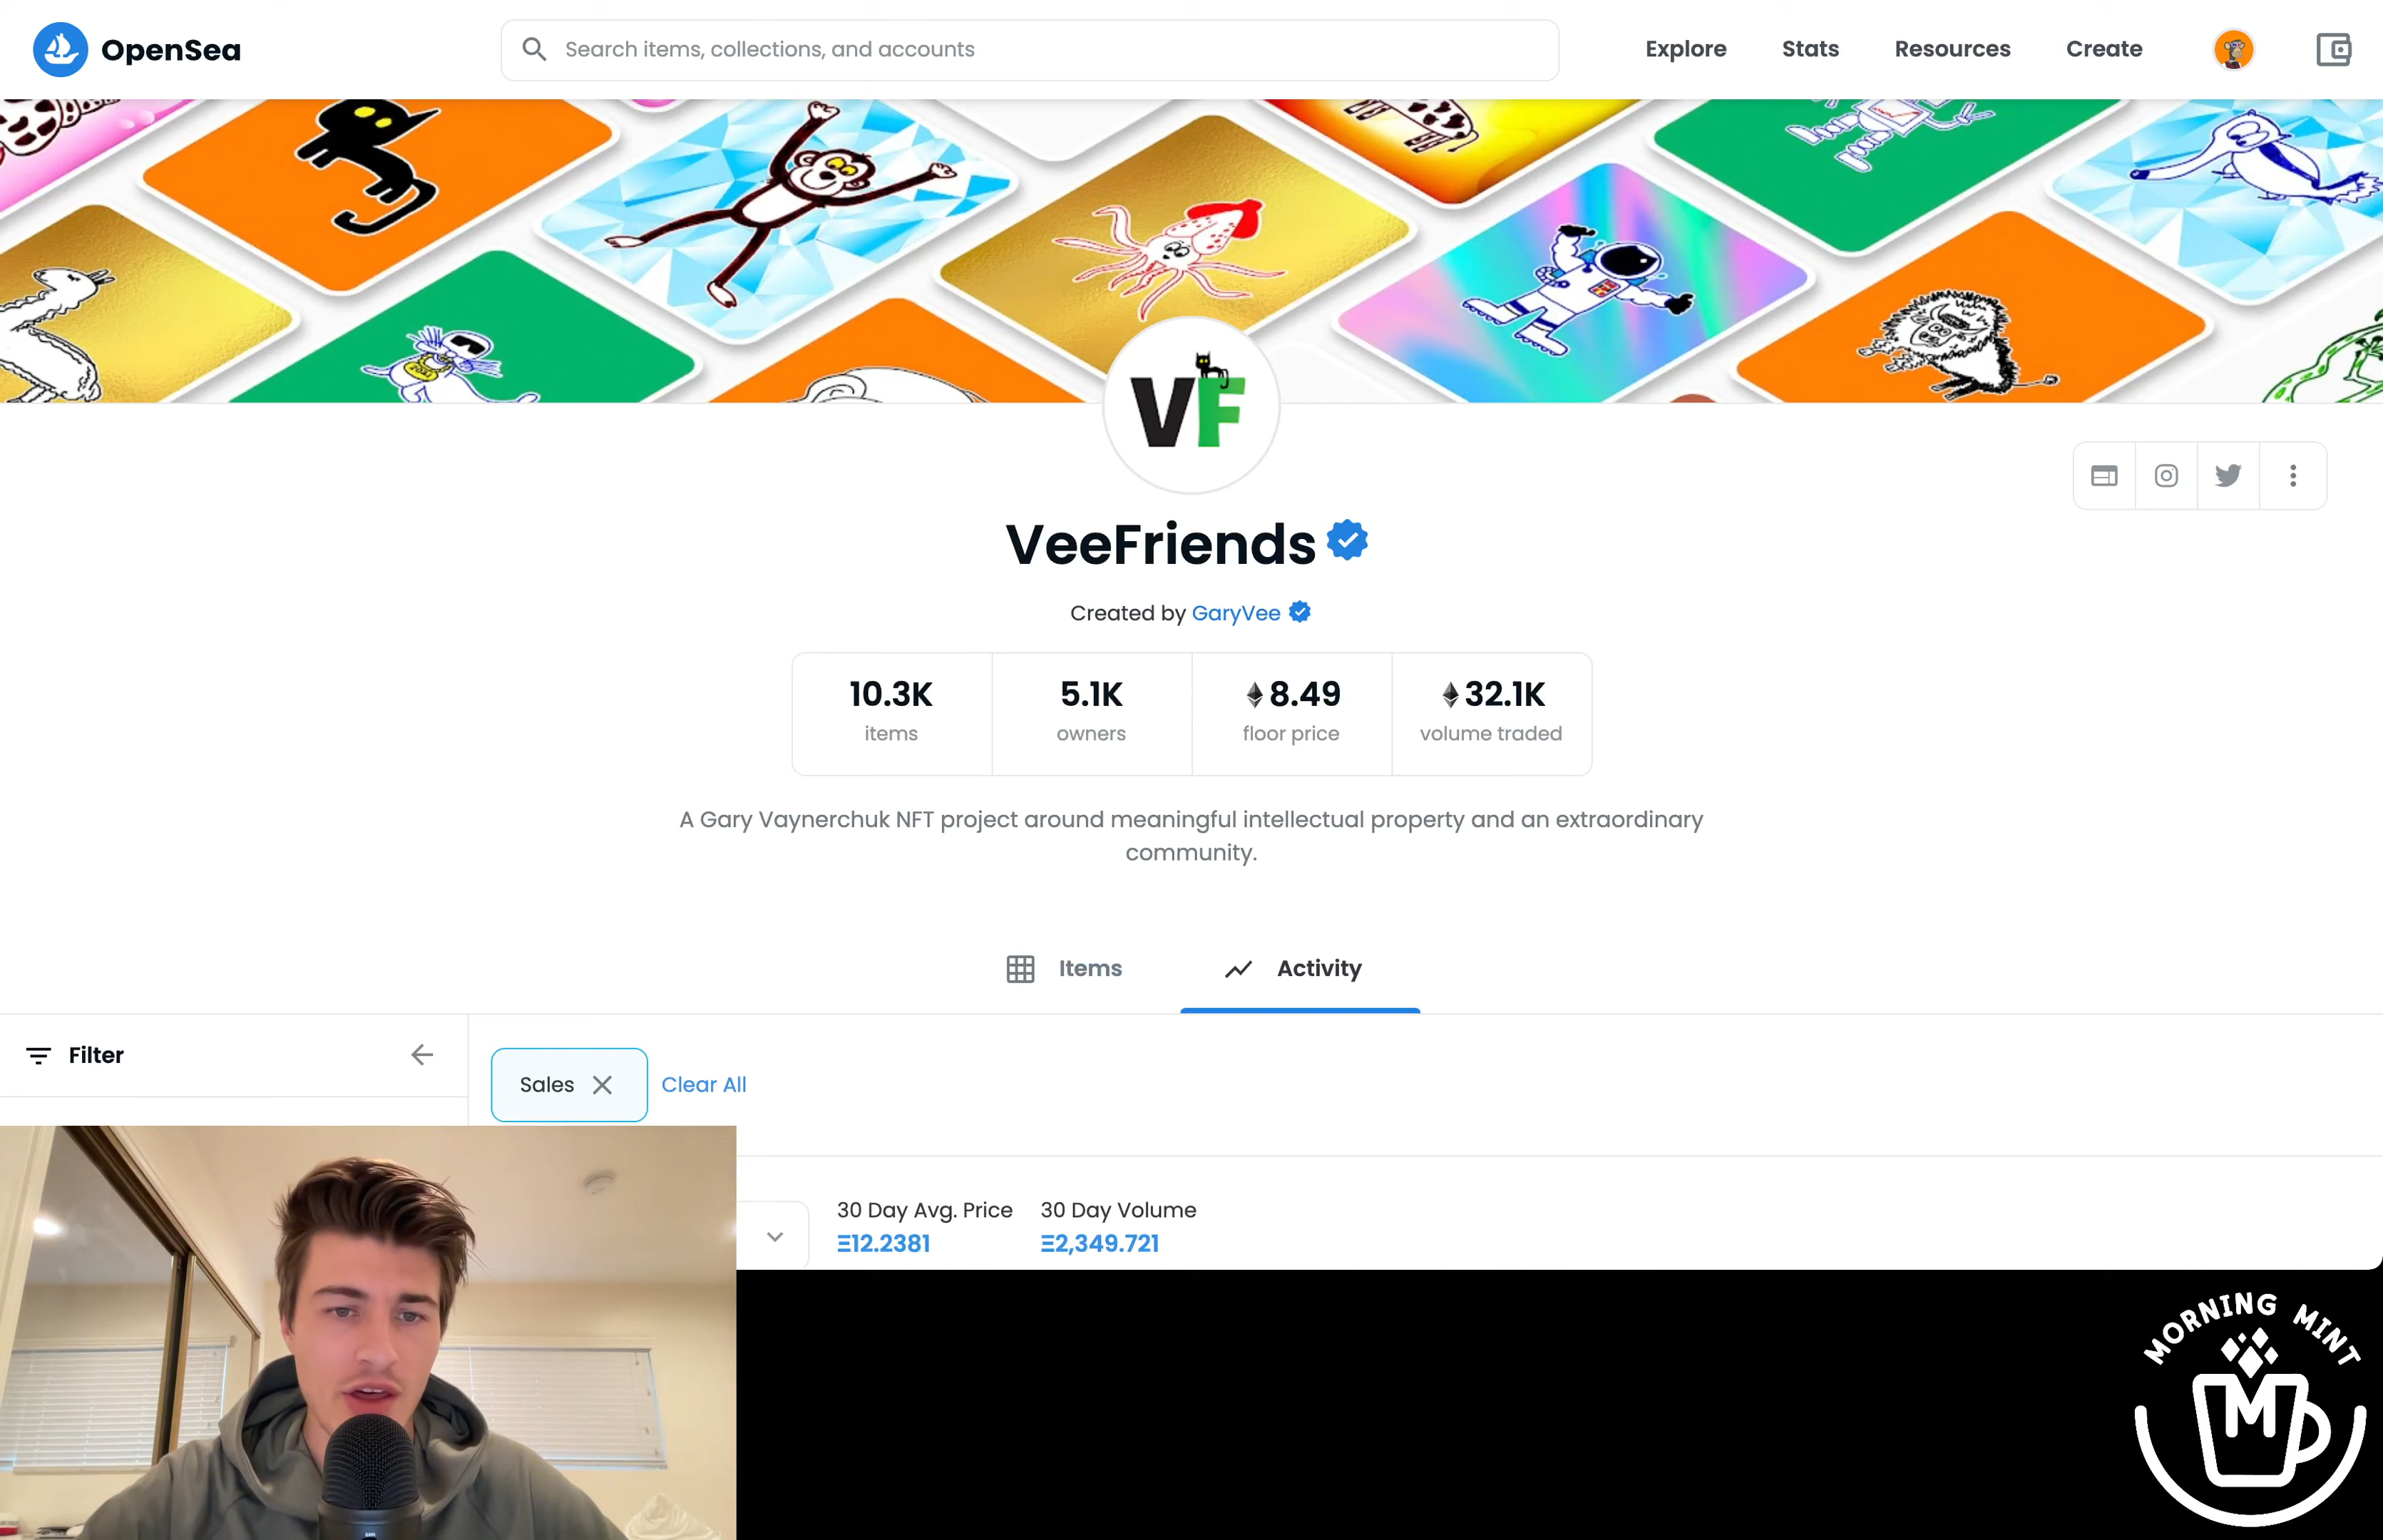 OpenSea
Search items, collections, and accounts
Explore
Stats
Resources
Create
VF
VeeFriends
Created by GaryVee
10.3K
items
5.1K
owners
8.49
floor price
32.1K
volume traded
A Gary Vaynerchuk NFT project around meaningful intellectual property and an extraordinary
community.
Items
Activity
Filter
Sales
Clear All
30 Day Avg. Price
30 Day Volume
Ξ12.2381
Ξ2,349.721
MORNING MINT
M